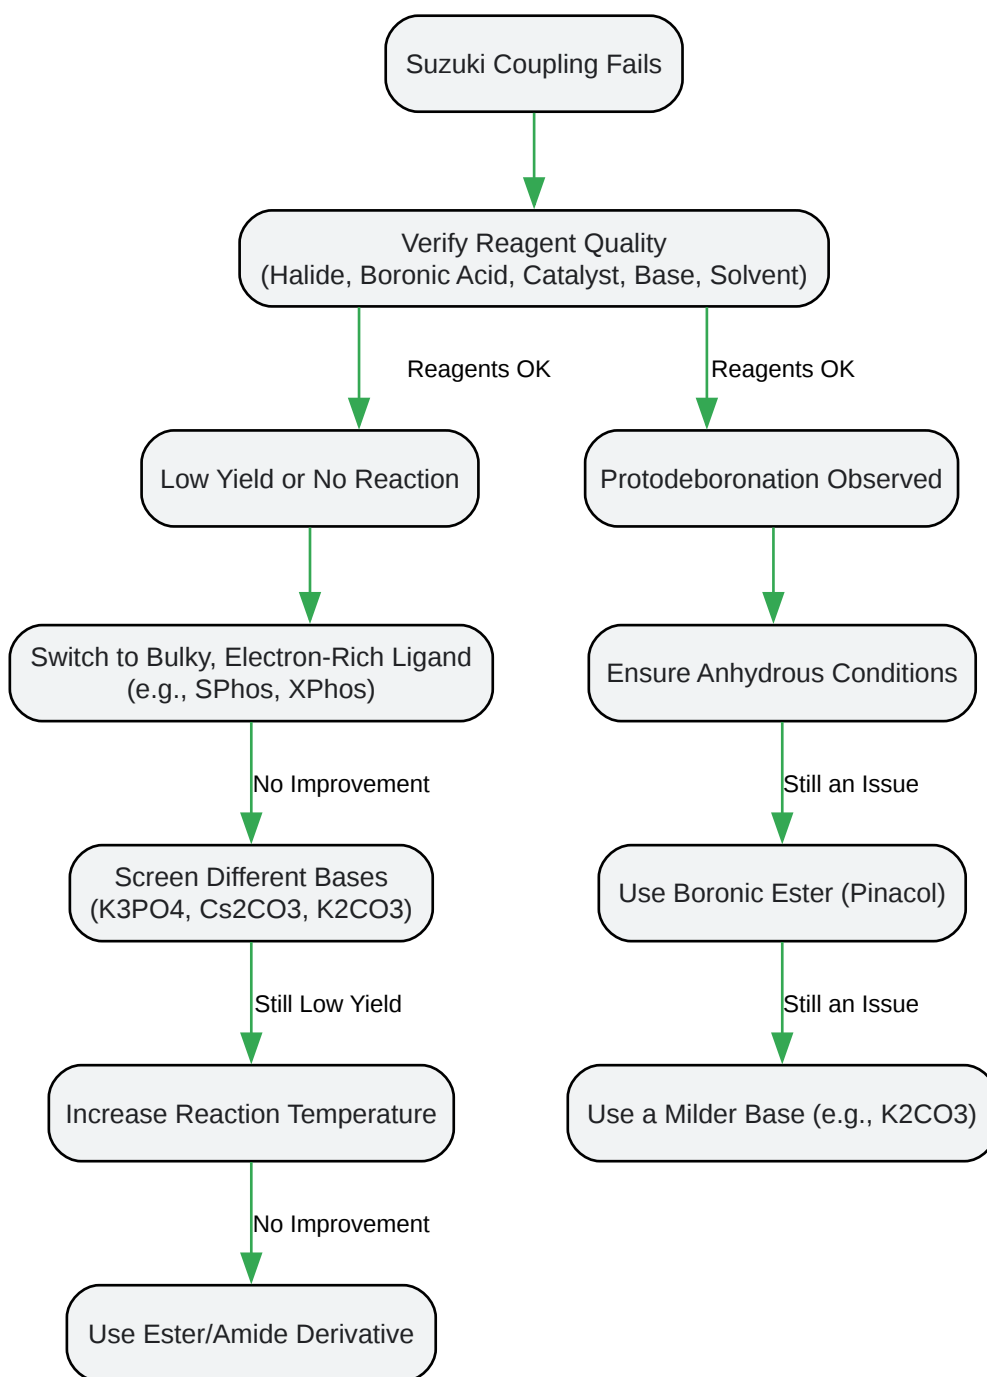 Suzuki Coupling Fails
Verify Reagent Quality
(Halide, Boronic Acid, Catalyst, Base, Solvent)
Reagents OK
Reagents OK
Low Yield or No Reaction
Protodeboronation Observed
Switch to Bulky, Electron-Rich Ligand
(e.g., SPhos, XPhos)
Ensure Anhydrous Conditions
No Improvement
Still an Issue
Screen Different Bases
(K3PO4, Cs2CO3, K2CO3)
Use Boronic Ester (Pinacol)
Still Low Yield
Still an Issue
Increase Reaction Temperature
Use a Milder Base (e.g., K2CO3)
No Improvement
Use Ester/Amide Derivative